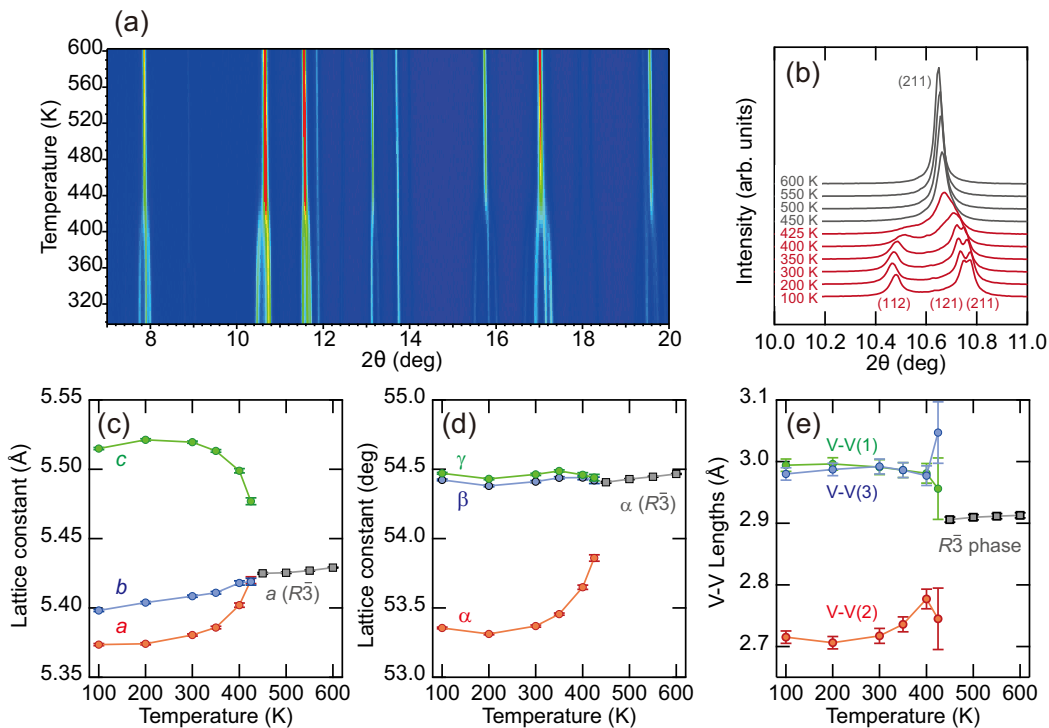 (a)
Temperature (K)
600
560
520
480
440
400
360
320
8
10
12
14
16
18
20
2θ (deg)
(b)
Intensity (arb. units)
(211)
600 K
550 K
500 K
450 K
425 K
400 K
350 K
300 K
200 K
100 K
(112)
(121) (211)
10.0 10.2 10.4 10.6 10.8 11.0
2θ (deg)
(c)
Lattice constant (Å)
5.55
5.50
5.45
5.40
5.35
c
b
a
a (R3̅)
100 200 300 400 500 600
Temperature (K)
(d)
Lattice constant (deg)
55.0
54.5
54.0
53.5
53.0
γ
β
α (R3̅)
α
100 200 300 400 500 600
Temperature (K)
(e)
V-V Lengths (Å)
3.1
3.0
2.9
2.8
2.7
V-V(1)
V-V(3)
R3̅ phase
V-V(2)
100 200 300 400 500 600
Temperature (K)